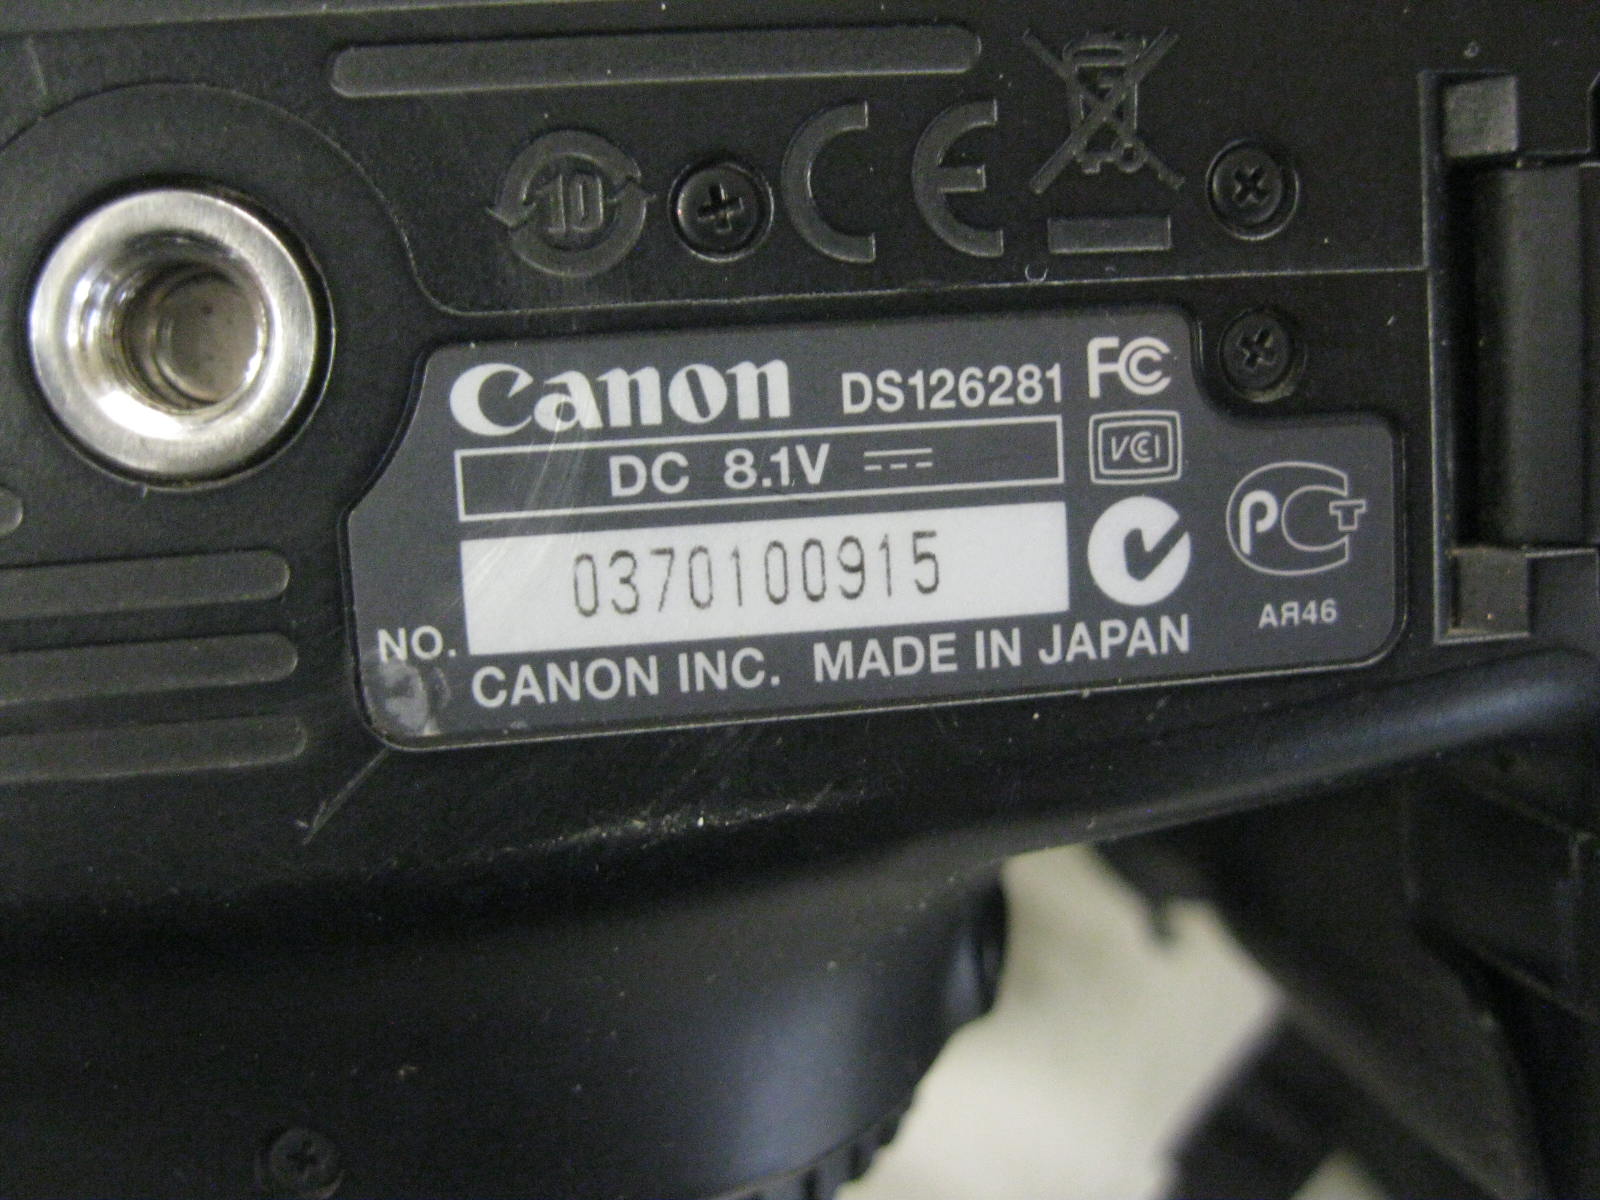 10
CE
Canon DS126281 FC
DC 8.1V
VCI
0370100915
PCT
AЯ46
NO.
CANON INC. MADE IN JAPAN